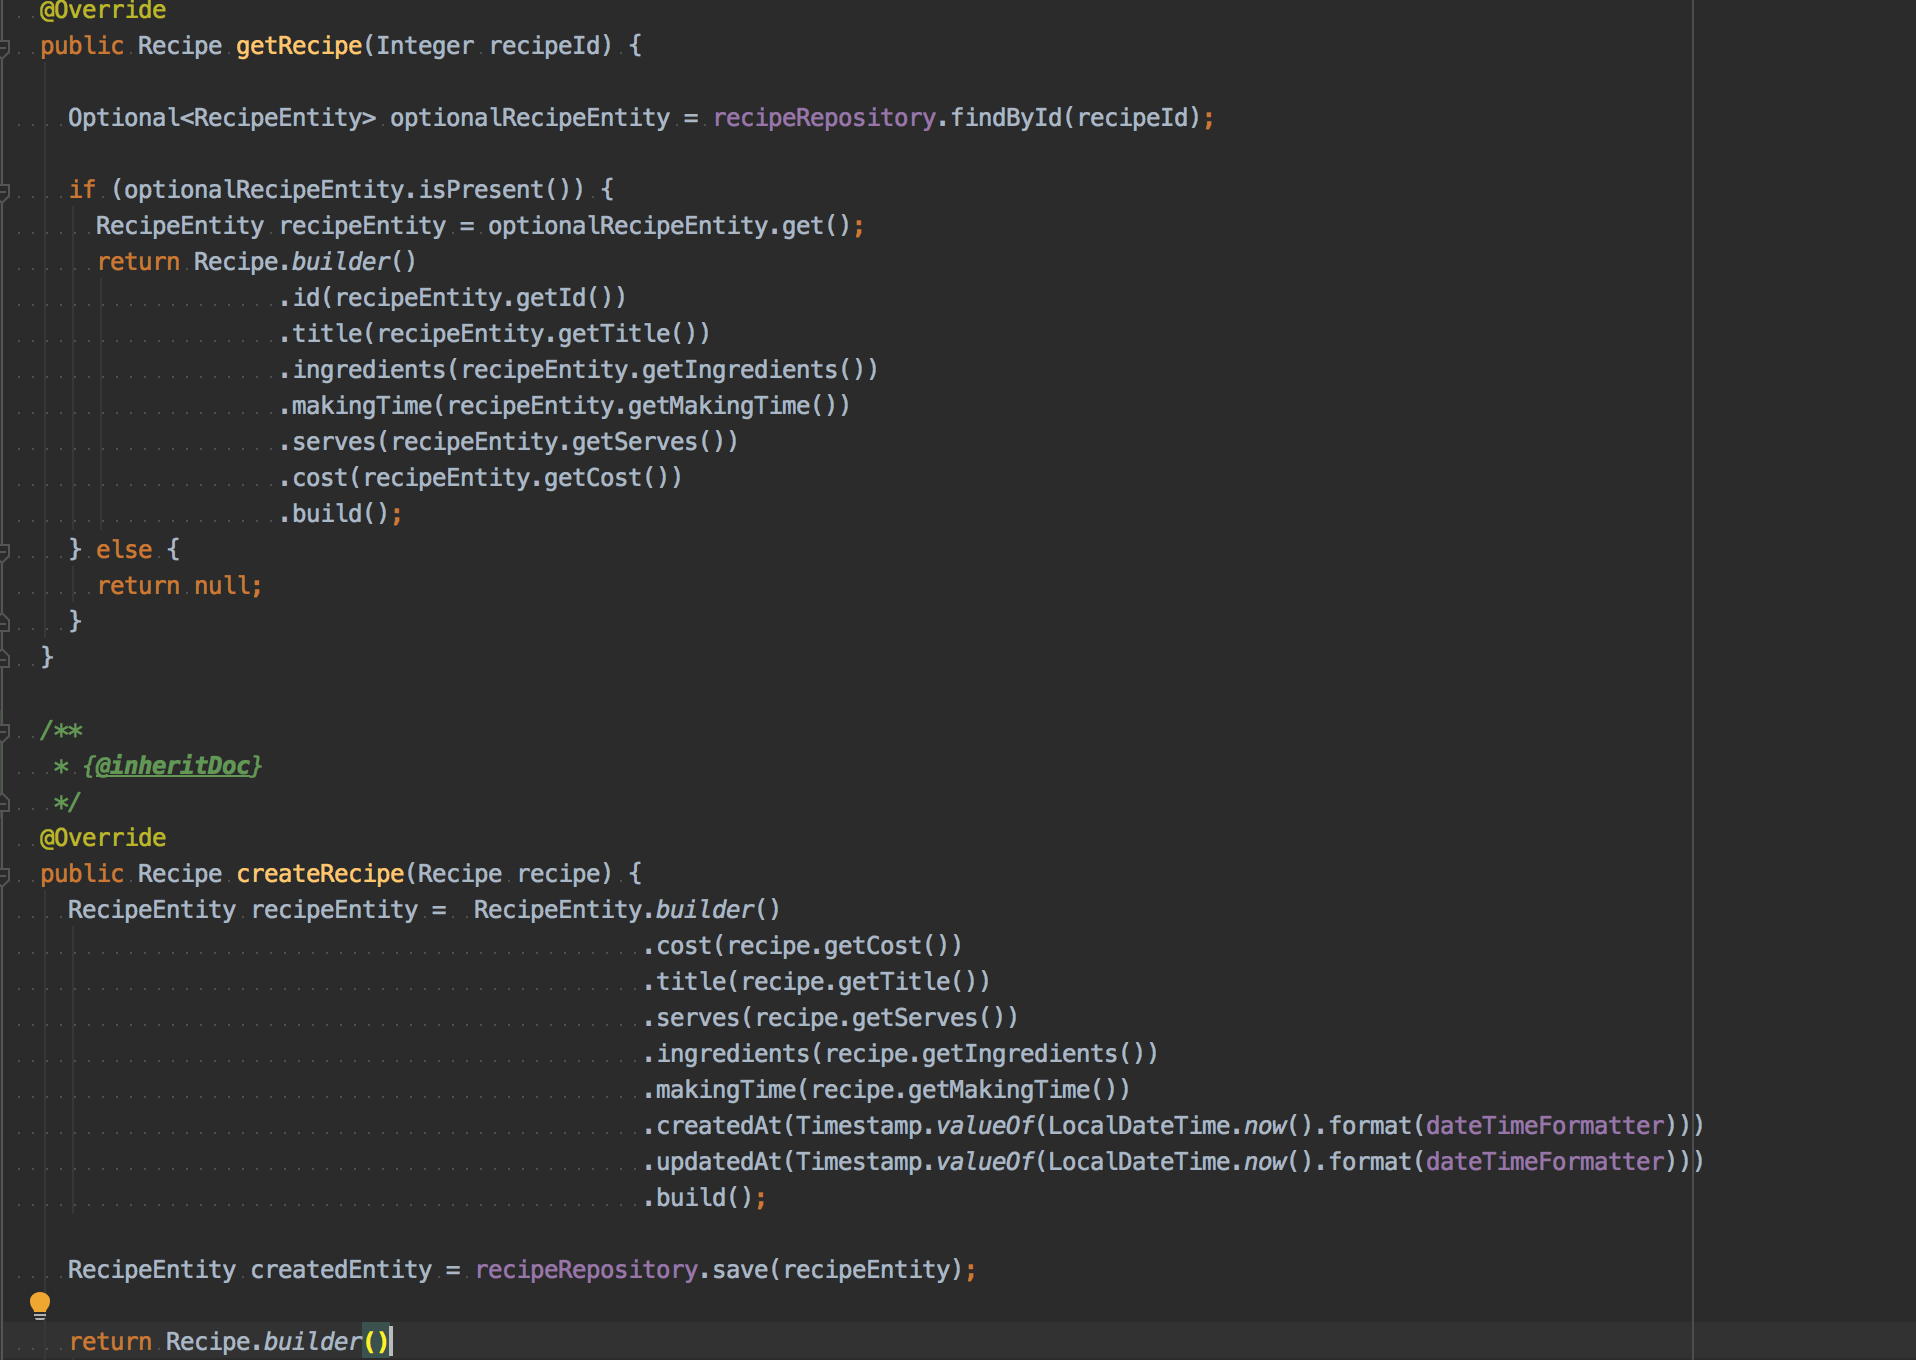 @Override
public Recipe getRecipe(Integer recipeId) {
Optional<RecipeEntity> optionalRecipeEntity = recipeRepository.findById(recipeId);
if (optionalRecipeEntity.isPresent()) {
RecipeEntity recipeEntity = optionalRecipeEntity.get();
return Recipe.builder()
.id(recipeEntity.getId())
.title(recipeEntity.getTitle())
.ingredients(recipeEntity.getIngredients())
.makingTime(recipeEntity.getMakingTime())
.serves(recipeEntity.getServes())
.cost(recipeEntity.getCost())
.build();
} else {
return null;
}
}
/**
* {@inheritDoc}
*/
@Override
public Recipe createRecipe(Recipe recipe) {
RecipeEntity recipeEntity =  RecipeEntity.builder()
.cost(recipe.getCost())
.title(recipe.getTitle())
.serves(recipe.getServes())
.ingredients(recipe.getIngredients())
.makingTime(recipe.getMakingTime())
.createdAt(Timestamp.valueOf(LocalDateTime.now().format(dateTimeFormatter)))
.updatedAt(Timestamp.valueOf(LocalDateTime.now().format(dateTimeFormatter)))
.build();
RecipeEntity createdEntity = recipeRepository.save(recipeEntity);
return Recipe.builder()